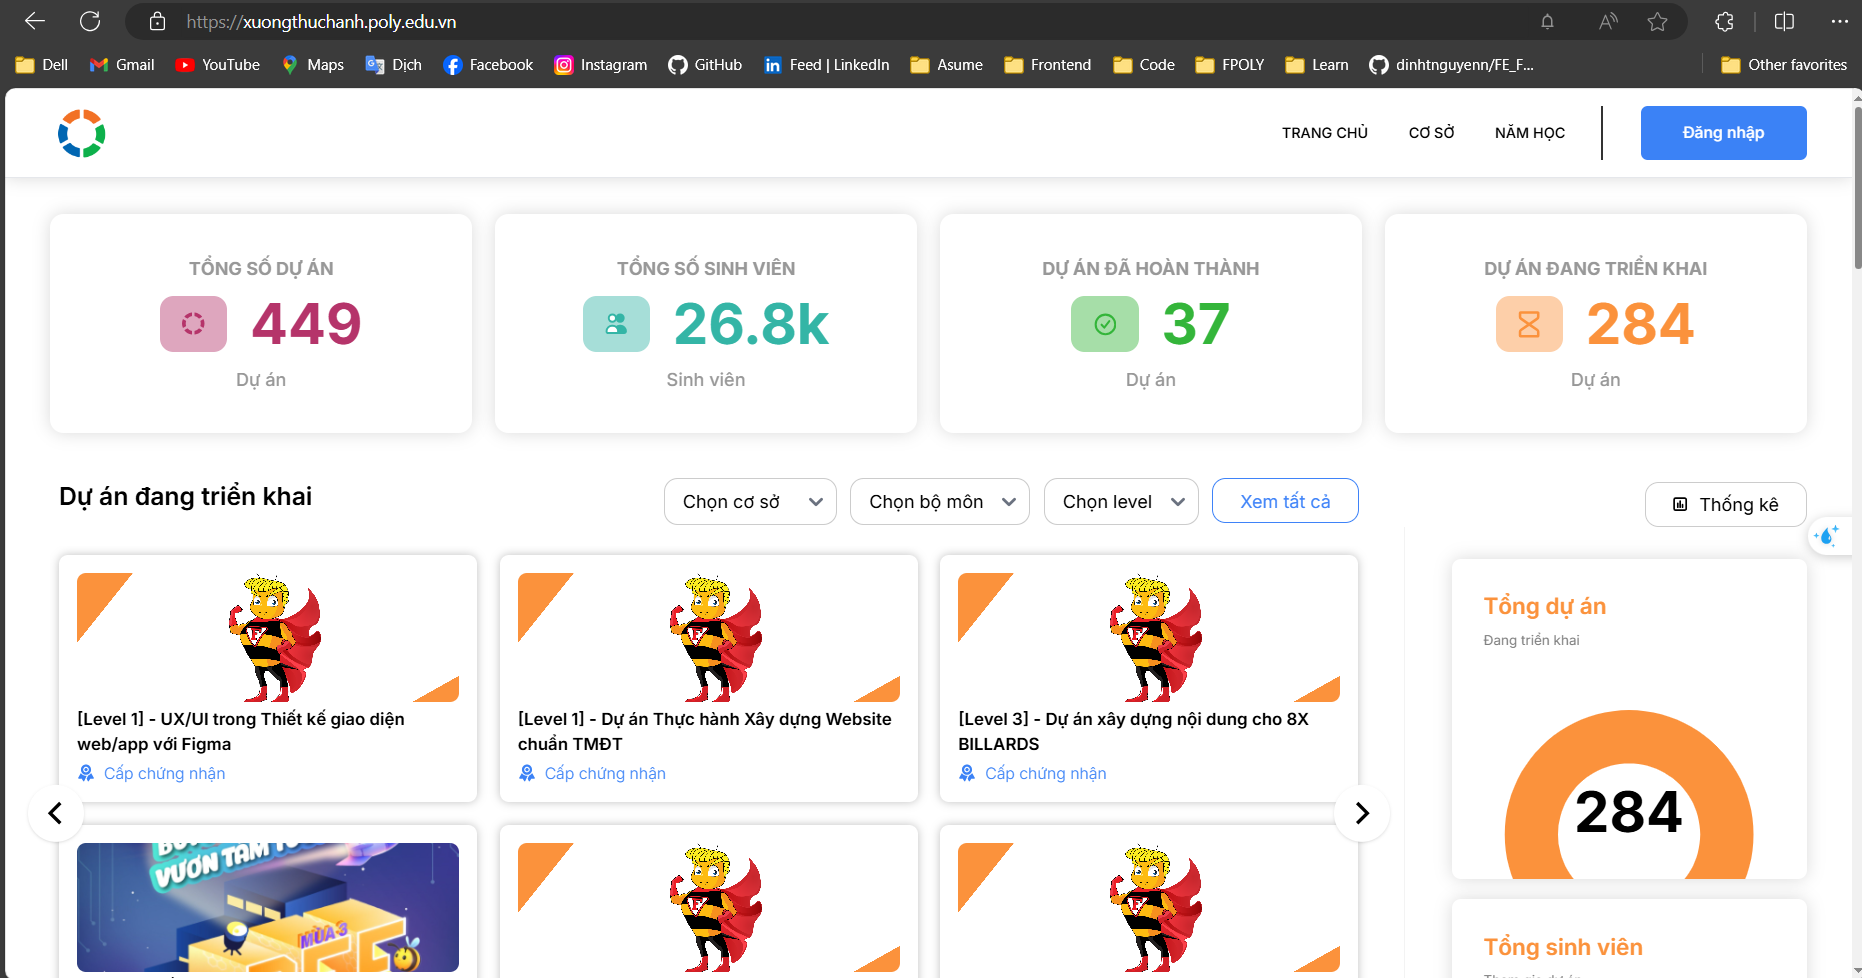 https://xuongthuchanh.poly.edu.vn
Dell
Gmail
YouTube
Maps
Dịch
Facebook
Instagram
GitHub
Feed | LinkedIn
Asume
Frontend
Code
FPOLY
Learn
dinhtnguyenn/FE_F...
Other favorites
TRANG CHỦ
CƠ SỞ
NĂM HỌC
Đăng nhập
TỔNG SỐ DỰ ÁN
449
Dự án
TỔNG SỐ SINH VIÊN
26.8k
Sinh viên
DỰ ÁN ĐÃ HOÀN THÀNH
37
Dự án
DỰ ÁN ĐANG TRIỂN KHAI
284
Dự án
Dự án đang triển khai
Chọn cơ sở
Chọn bộ môn
Chọn level
Xem tất cả
Thống kê
[Level 1] - UX/UI trong Thiết kế giao diện
web/app với Figma
Cấp chứng nhận
[Level 1] - Dự án Thực hành Xây dựng Website
chuẩn TMĐT
Cấp chứng nhận
[Level 3] - Dự án xây dựng nội dung cho 8X
BILLARDS
Cấp chứng nhận
VƯƠN TẦM
MÙA 3
Tổng dự án
Đang triển khai
284
Tổng sinh viên